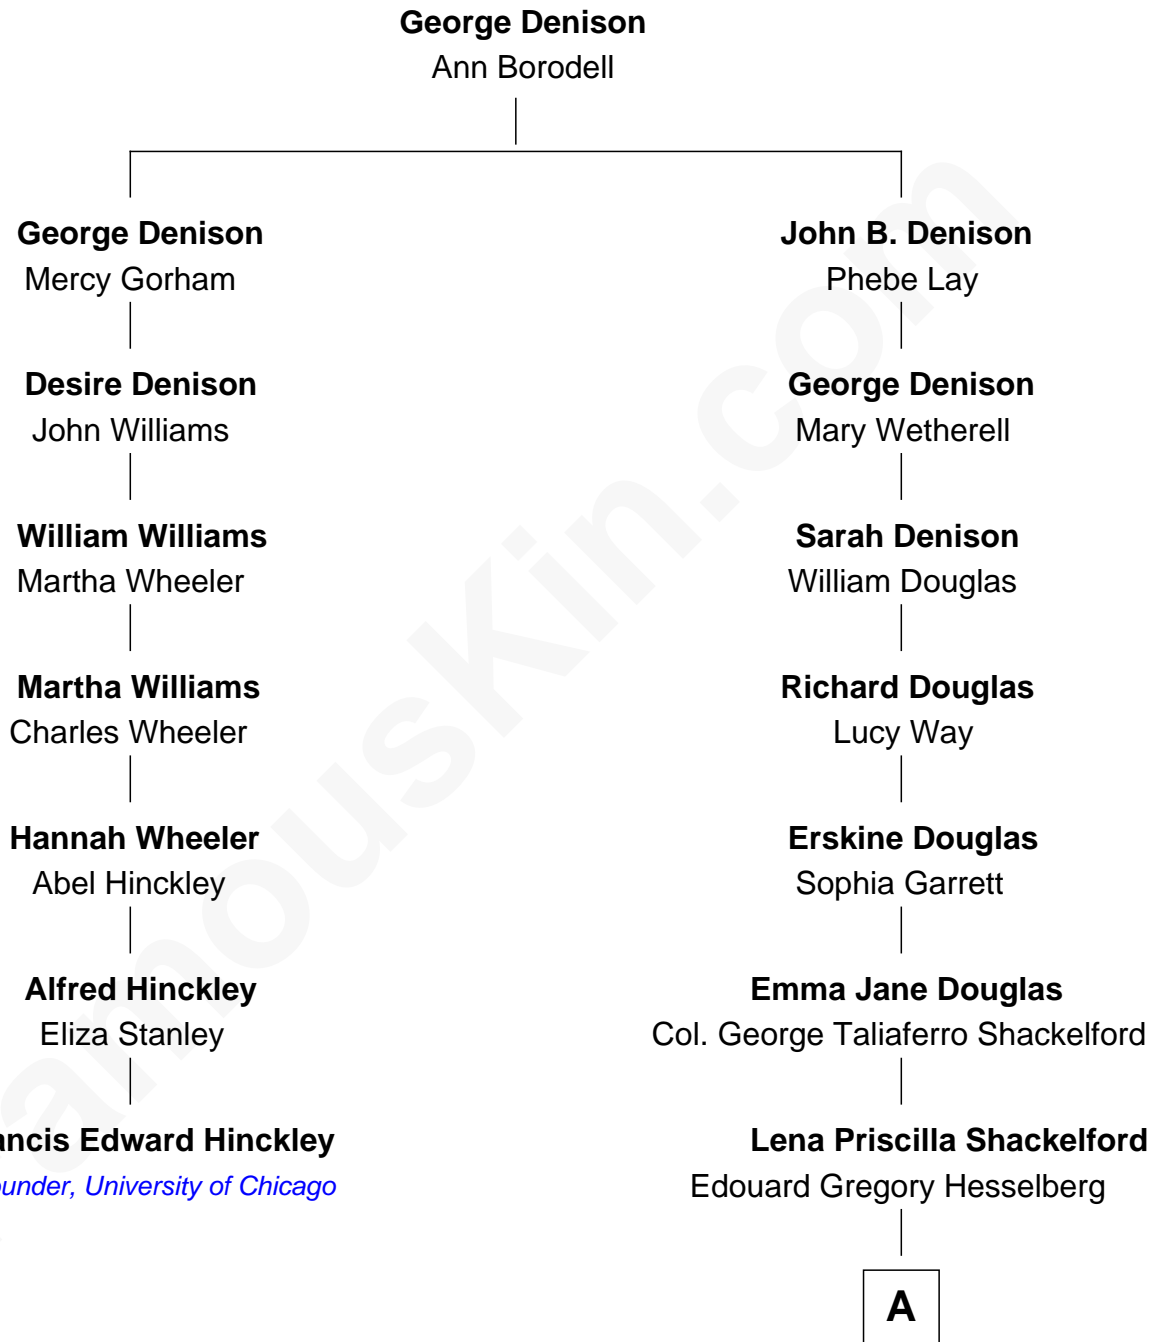 George Denison
Ann Borodell
George Denison
Mercy Gorham
John B. Denison
Phebe Lay
Desire Denison
John Williams
George Denison
Mary Wetherell
William Williams
Martha Wheeler
Sarah Denison
William Douglas
Martha Williams
Charles Wheeler
Richard Douglas
Lucy Way
Hannah Wheeler
Abel Hinckley
Erskine Douglas
Sophia Garrett
Alfred Hinckley
Eliza Stanley
Emma Jane Douglas
Col. George Taliaferro Shackelford
ancis Edward Hinckley
ounder, University of Chicago
Lena Priscilla Shackelford
Edouard Gregory Hesselberg
A
amousKin.com